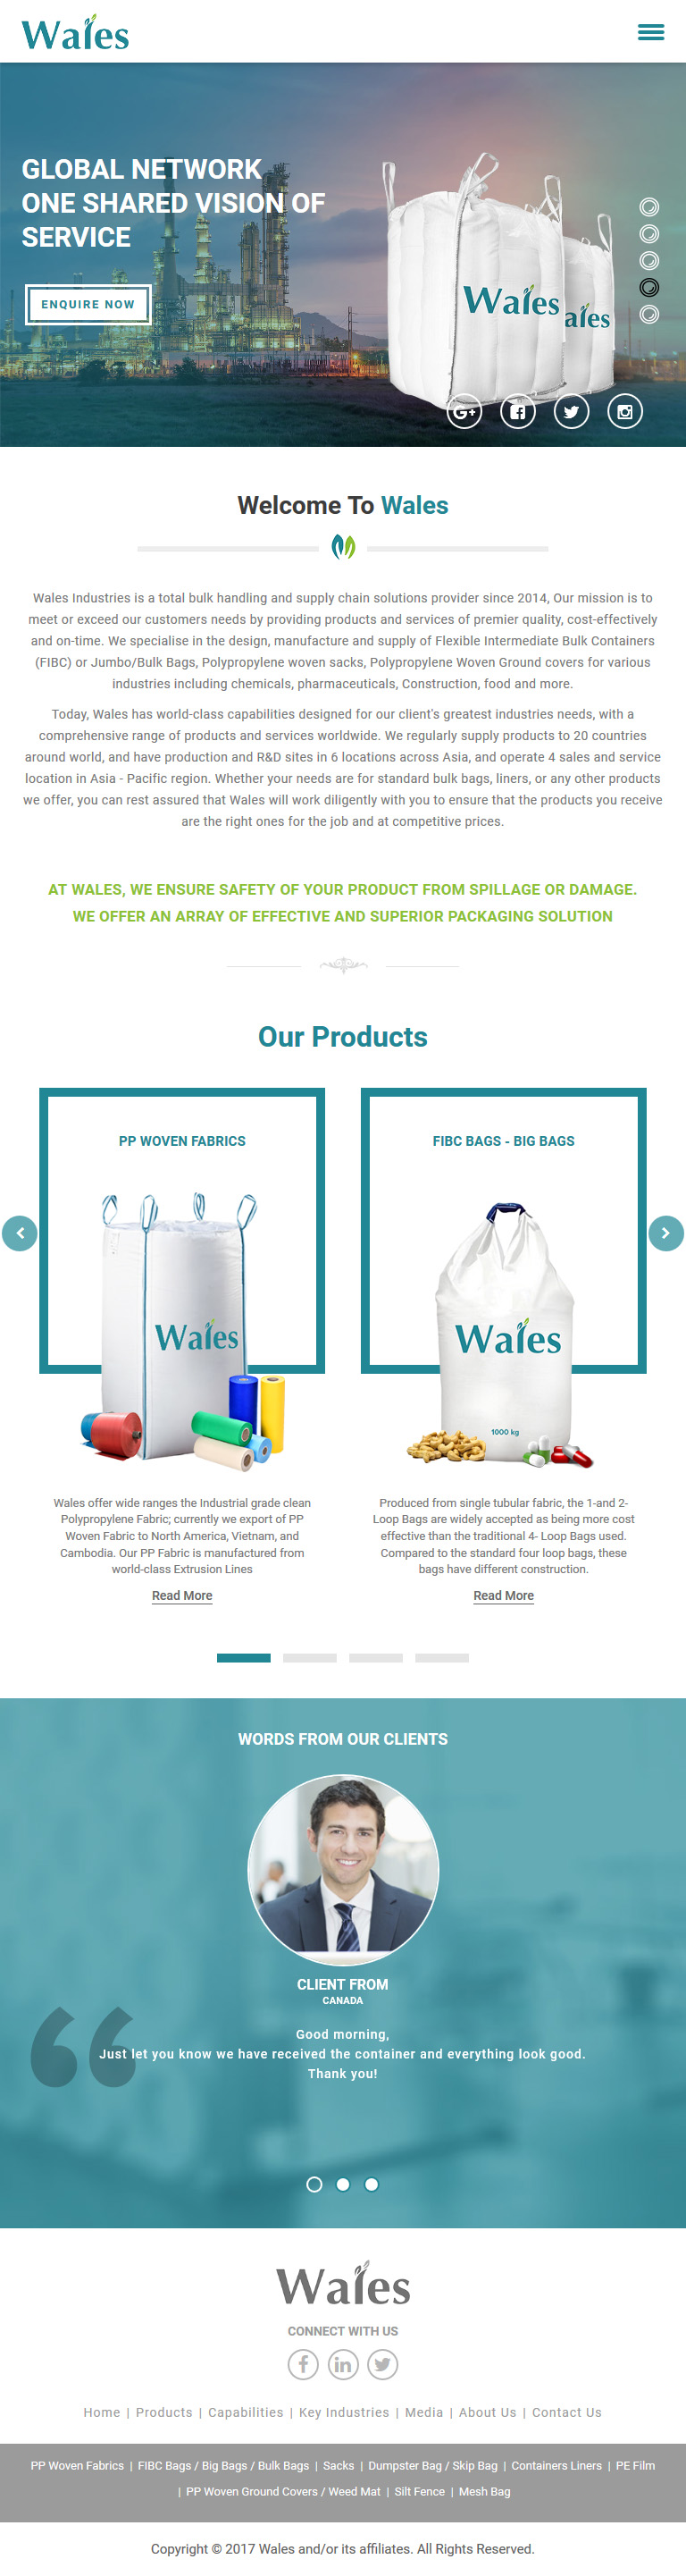 Wales
GLOBAL NETWORK
ONE SHARED VISION OF
SERVICE
ENQUIRE NOW
Wales
ales
Welcome To Wales
Wales Industries is a total bulk handling and supply chain solutions provider since 2014, Our mission is to
meet or exceed our customers needs by providing products and services of premier quality, cost-effectively
and on-time. We specialise in the design, manufacture and supply of Flexible Intermediate Bulk Containers
(FIBC) or Jumbo/Bulk Bags, Polypropylene woven sacks, Polypropylene Woven Ground covers for various
industries including chemicals, pharmaceuticals, Construction, food and more.
Today, Wales has world-class capabilities designed for our client's greatest industries needs, with a
comprehensive range of products and services worldwide. We regularly supply products to 20 countries
around world, and have production and R&D sites in 6 locations across Asia, and operate 4 sales and service
location in Asia - Pacific region. Whether your needs are for standard bulk bags, liners, or any other products
we offer, you can rest assured that Wales will work diligently with you to ensure that the products you receive
are the right ones for the job and at competitive prices.
AT WALES, WE ENSURE SAFETY OF YOUR PRODUCT FROM SPILLAGE OR DAMAGE.
WE OFFER AN ARRAY OF EFFECTIVE AND SUPERIOR PACKAGING SOLUTION
Our Products
PP WOVEN FABRICS
Wales
Wales offer wide ranges the Industrial grade clean
Polypropylene Fabric; currently we export of PP
Woven Fabric to North America, Vietnam, and
Cambodia. Our PP Fabric is manufactured from
world-class Extrusion Lines
Read More
FIBC BAGS - BIG BAGS
Wales
1000 kg
Produced from single tubular fabric, the 1-and 2-
Loop Bags are widely accepted as being more cost
effective than the traditional 4- Loop Bags used.
Compared to the standard four loop bags, these
bags have different construction.
Read More
WORDS FROM OUR CLIENTS
CLIENT FROM
CANADA
Good morning,
Just let you know we have received the container and everything look good.
Thank you!
Wales
CONNECT WITH US
Home | Products | Capabilities | Key Industries | Media | About Us | Contact Us
PP Woven Fabrics | FIBC Bags / Big Bags / Bulk Bags | Sacks | Dumpster Bag / Skip Bag | Containers Liners | PE Film
| PP Woven Ground Covers / Weed Mat | Silt Fence | Mesh Bag
Copyright © 2017 Wales and/or its affiliates. All Rights Reserved.